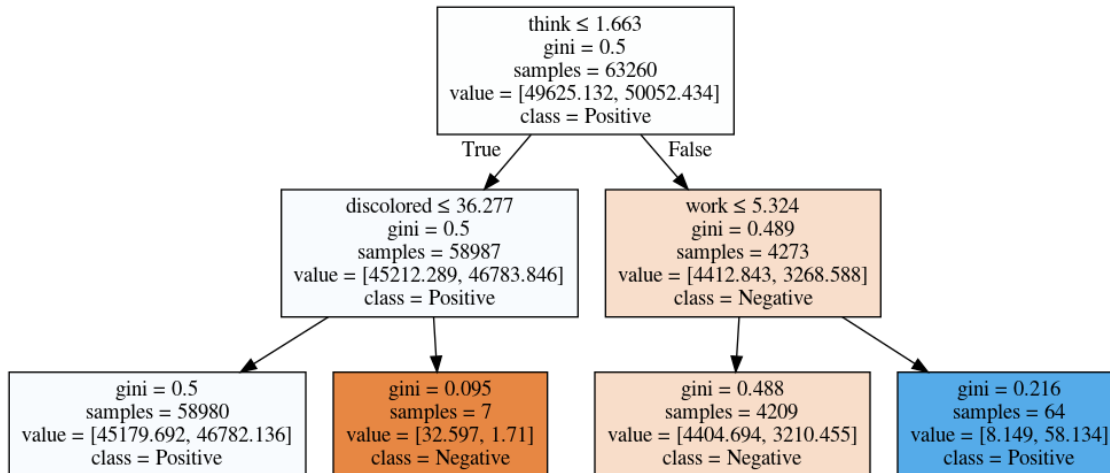 think ≤ 1.663
gini = 0.5
samples = 63260
value = [49625.132, 50052.434]
class = Positive
True
False
discolored ≤ 36.277
gini = 0.5
samples = 58987
value = [45212.289, 46783.846]
class = Positive
work ≤ 5.324
gini = 0.489
samples = 4273
value = [4412.843, 3268.588]
class = Negative
gini = 0.5
samples = 58980
value = [45179.692, 46782.136]
class = Positive
gini = 0.095
samples = 7
value = [32.597, 1.71]
class = Negative
gini = 0.488
samples = 4209
value = [4404.694, 3210.455]
class = Negative
gini = 0.216
samples = 64
value = [8.149, 58.134]
class = Positive